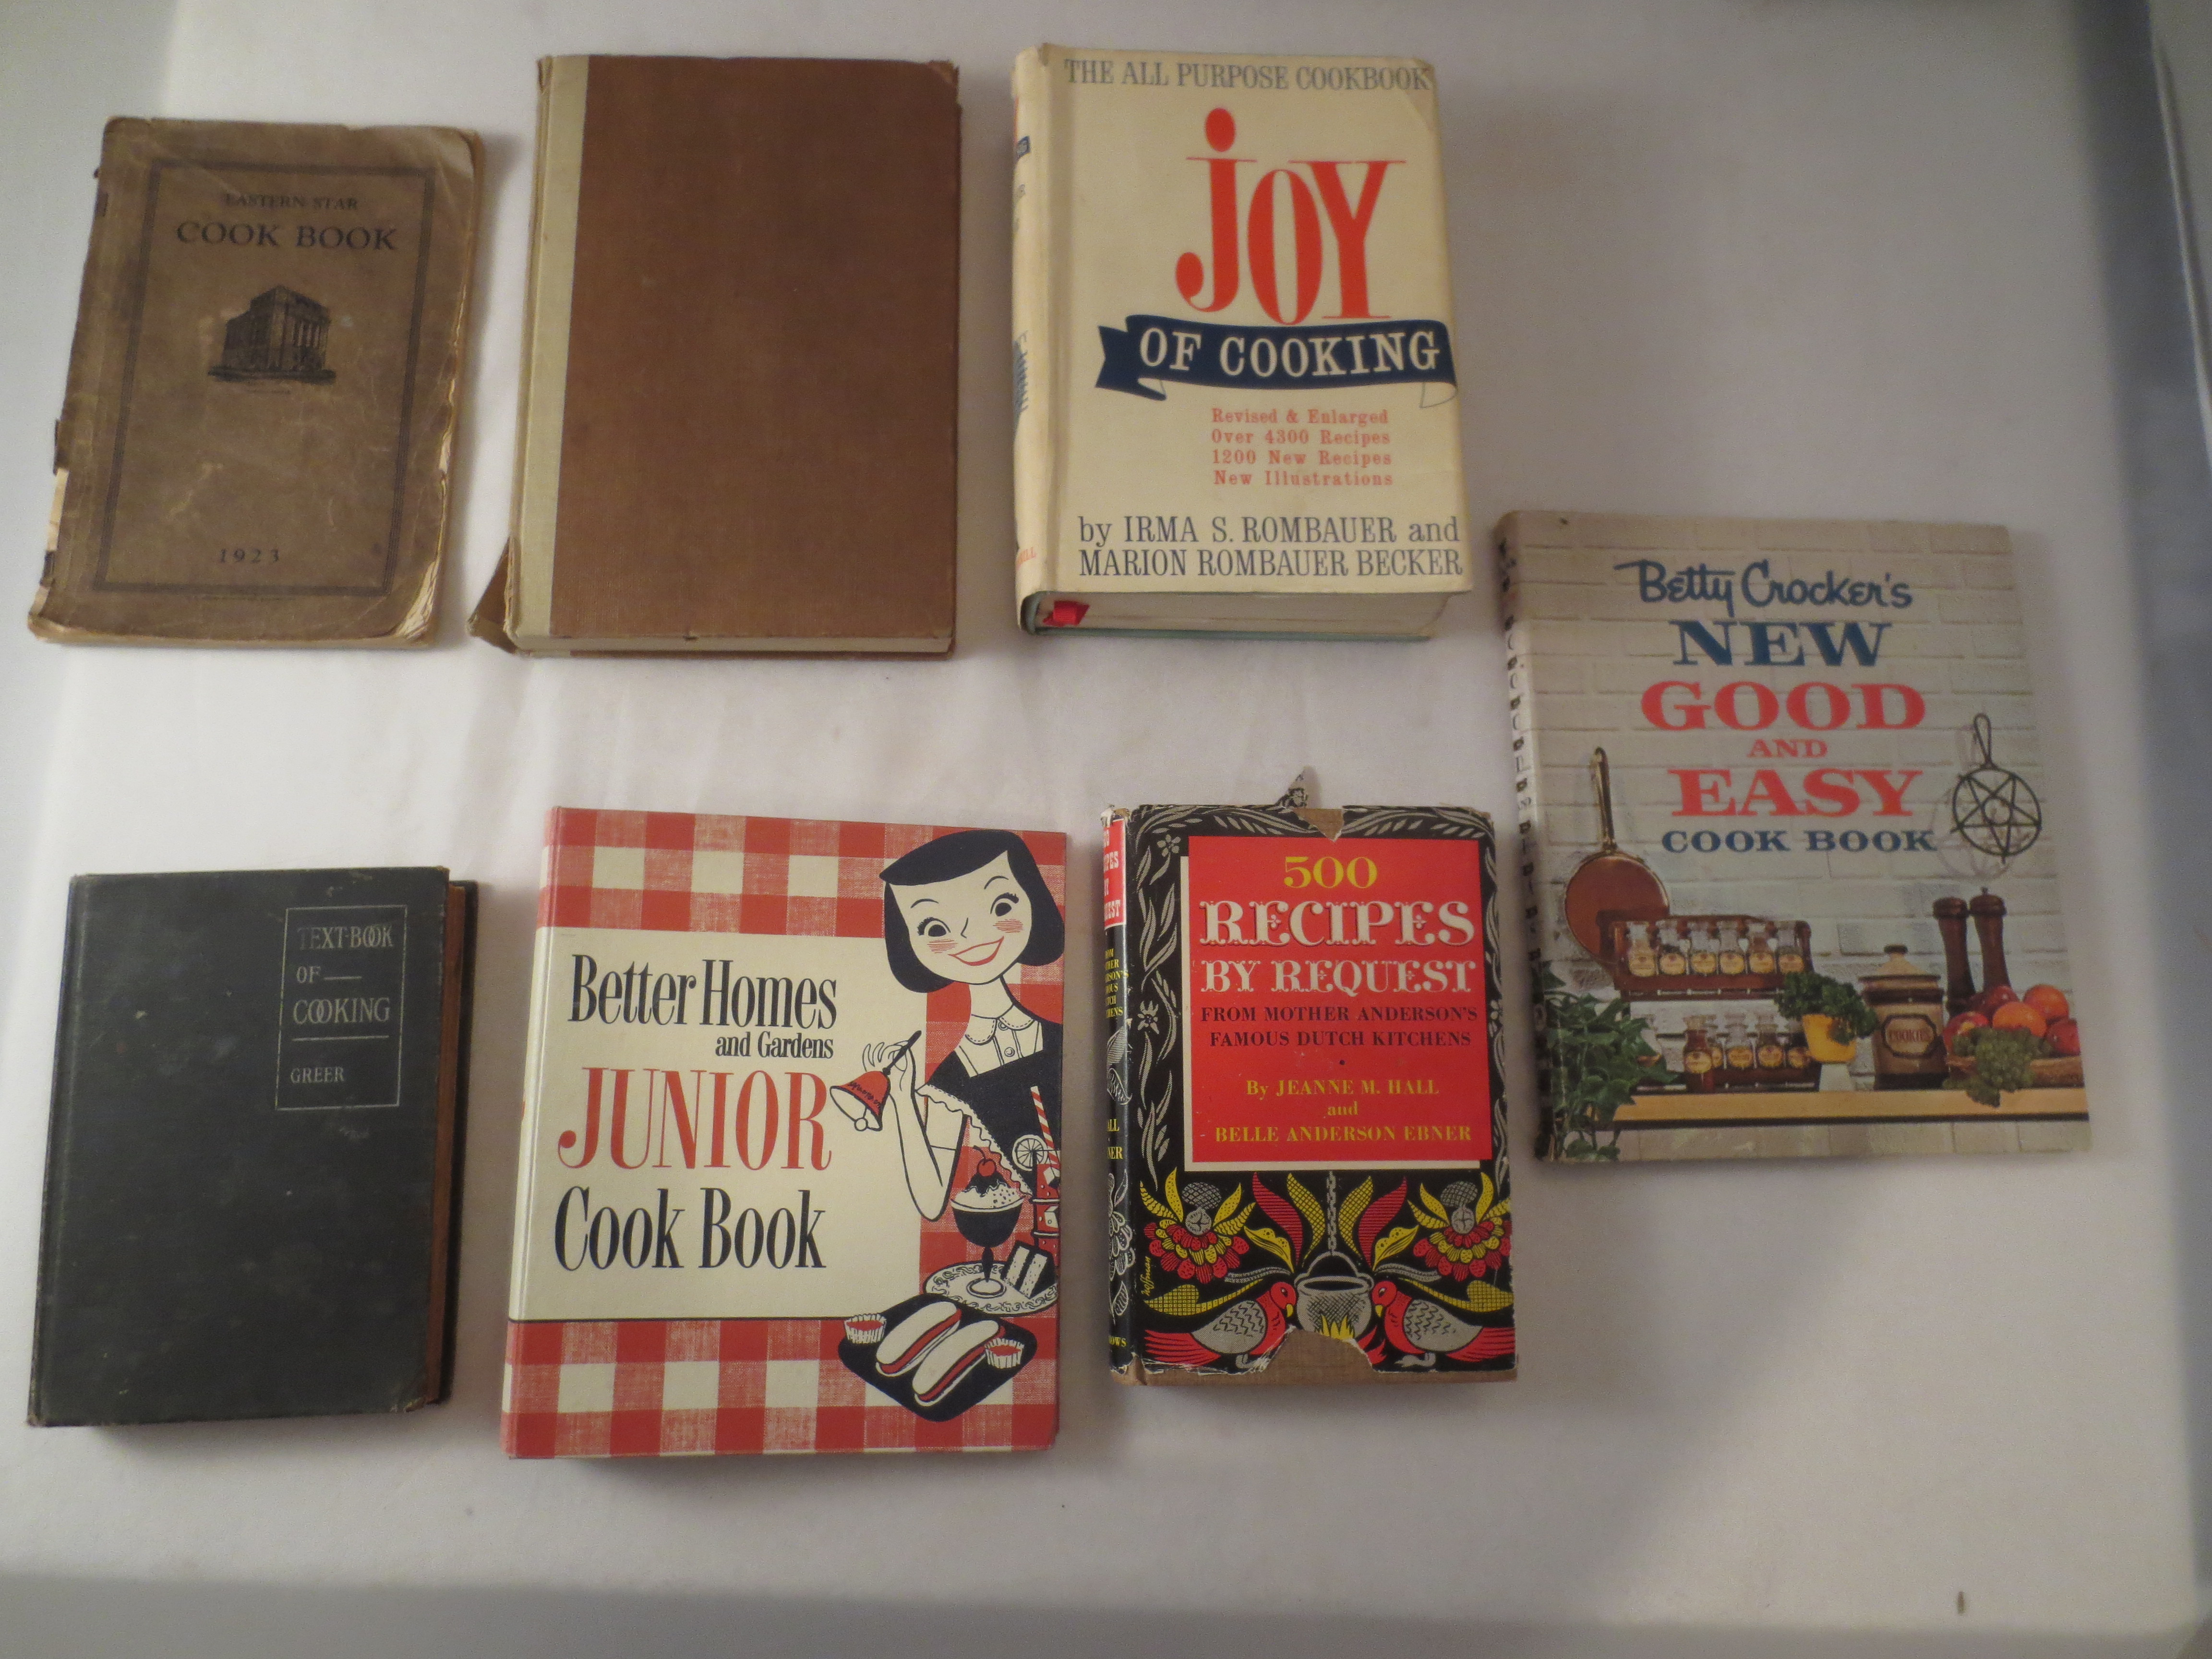 EASTERN STAR
COOK BOOK
1923
THE ALL PURPOSE COOKBOOK
joy
OF COOKING
Revised & Enlarged
Over 4300 Recipes
1200 New Recipes
New Illustrations
by IRMA S. ROMBAUER and
MARION ROMBAUER BECKER
Betty Crocker's
NEW
GOOD
AND
EASY
COOK BOOK
COOKIES
TEXT-BOOK
OF
COOKING
GREER
Better Homes
and Gardens
JUNIOR
Cook Book
500
RECIPES
BY REQUEST
FROM MOTHER ANDERSON'S
FAMOUS DUTCH KITCHENS
By JEANNE M. HALL
and
BELLE ANDERSON EBNER